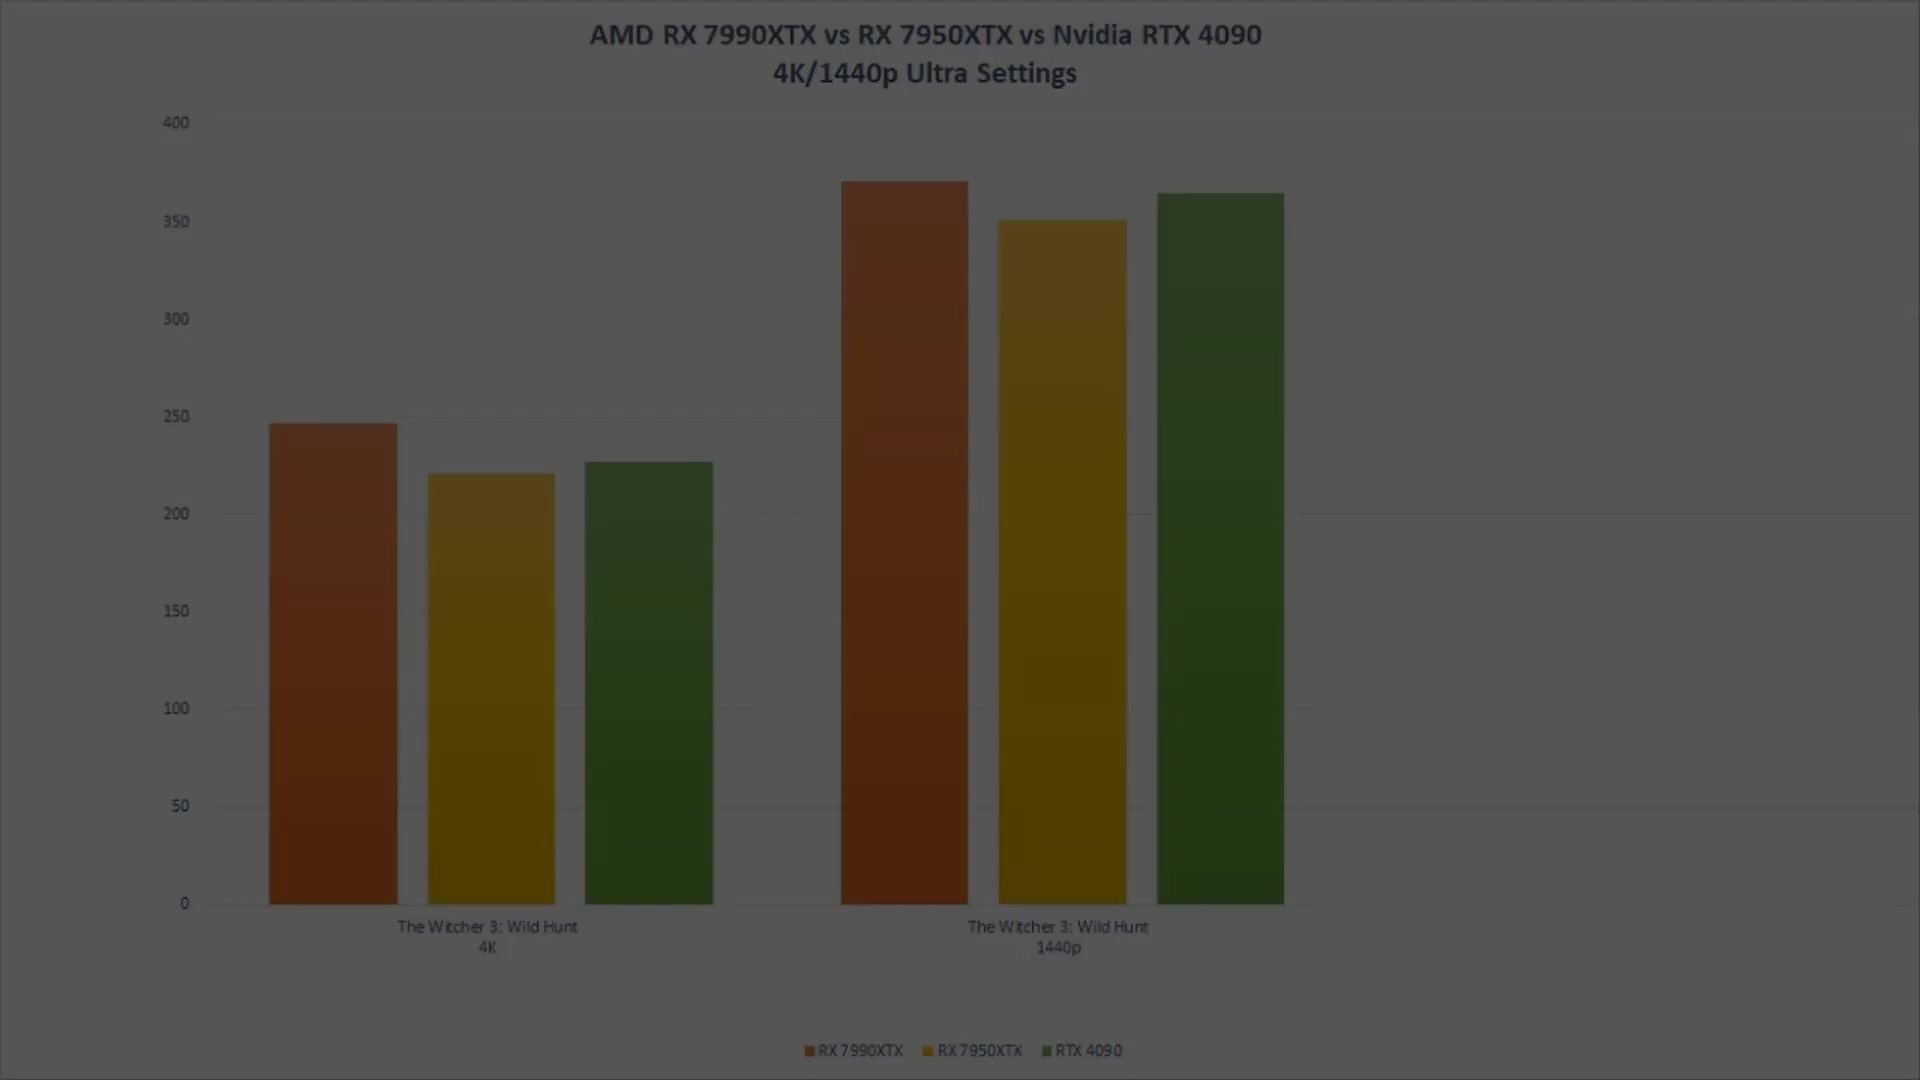 AMD RX 7990XTX vs RX 7950XTX vs Nvidia RTX 4090
4K/1440p Ultra Settings
400
350
300
250
200
150
100
50
0
The Witcher 3: Wild Hunt
4K
The Witcher 3: Wild Hunt
1440p
RX 7990XTX RX 7950XTX RTX 4090